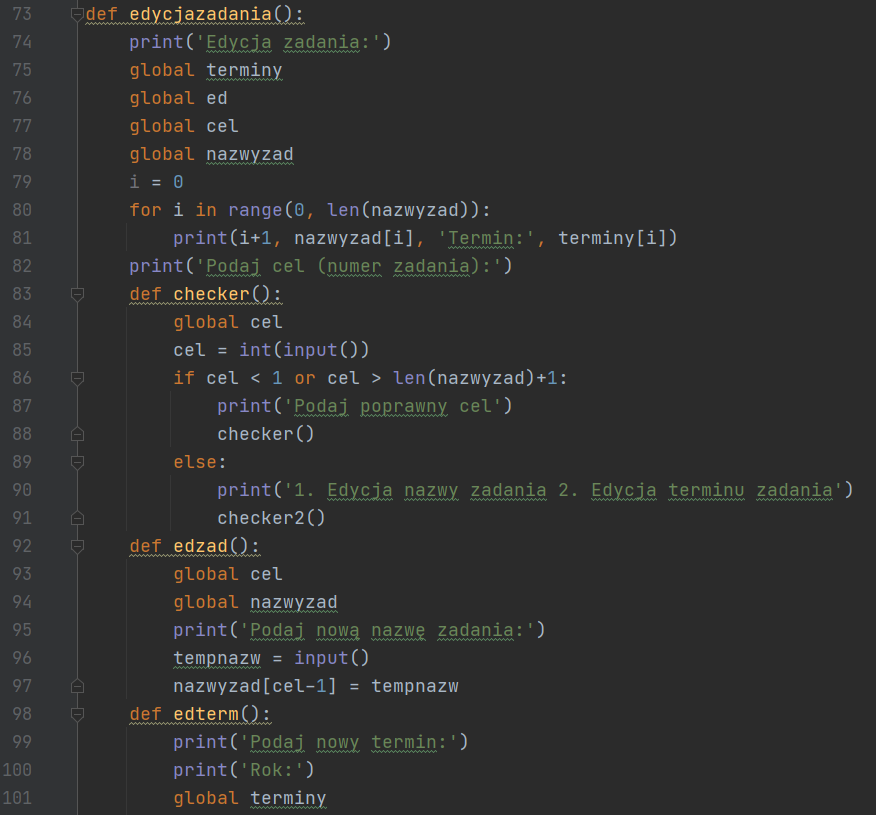 73 def edycjazadania():
74     print('Edycja zadania:')
75     global terminy
76     global ed
77     global cel
78     global nazwyzad
79     i = 0
80     for i in range(0, len(nazwyzad)):
81         print(i+1, nazwyzad[i], 'Termin:', terminy[i])
82     print('Podaj cel (numer zadania):')
83     def checker():
84         global cel
85         cel = int(input())
86         if cel < 1 or cel > len(nazwyzad)+1:
87             print('Podaj poprawny cel')
88             checker()
89         else:
90             print('1. Edycja nazwy zadania 2. Edycja terminu zadania')
91             checker2()
92     def edzad():
93         global cel
94         global nazwyzad
95         print('Podaj nową nazwę zadania:')
96         tempnazw = input()
97         nazwyzad[cel-1] = tempnazw
98     def edterm():
99         print('Podaj nowy termin:')
100         print('Rok:')
101         global terminy